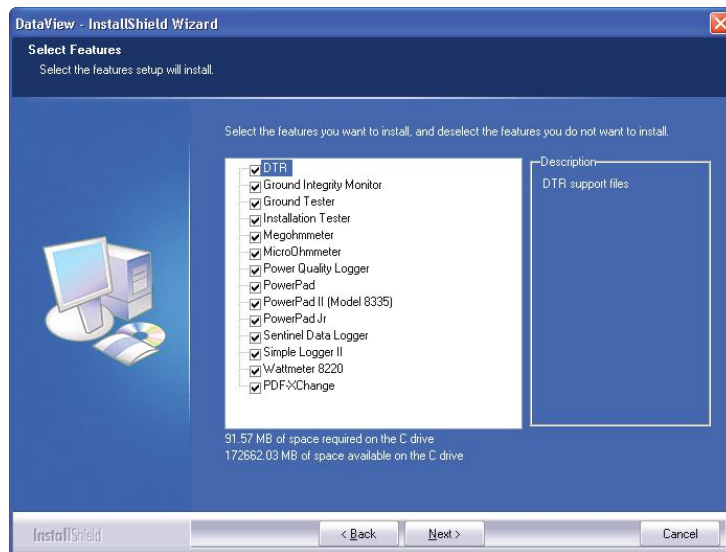 DataView - InstallShield Wizard
Select Features
Select the features setup will install.
Select the features you want to install, and deselect the features you do not want to install.
DTR
Ground Integrity Monitor
Ground Tester
Installation Tester
Megohmmeter
MicroOhmmeter
Power Quality Logger
PowerPad
PowerPad II (Model 8335)
PowerPad Jr
Sentinel Data Logger
Simple Logger II
Wattmeter 8220
PDF-XChange
Description
DTR support files
91.57 MB of space required on the C drive
172662.03 MB of space available on the C drive
InstallShield
< Back
Next >
Cancel